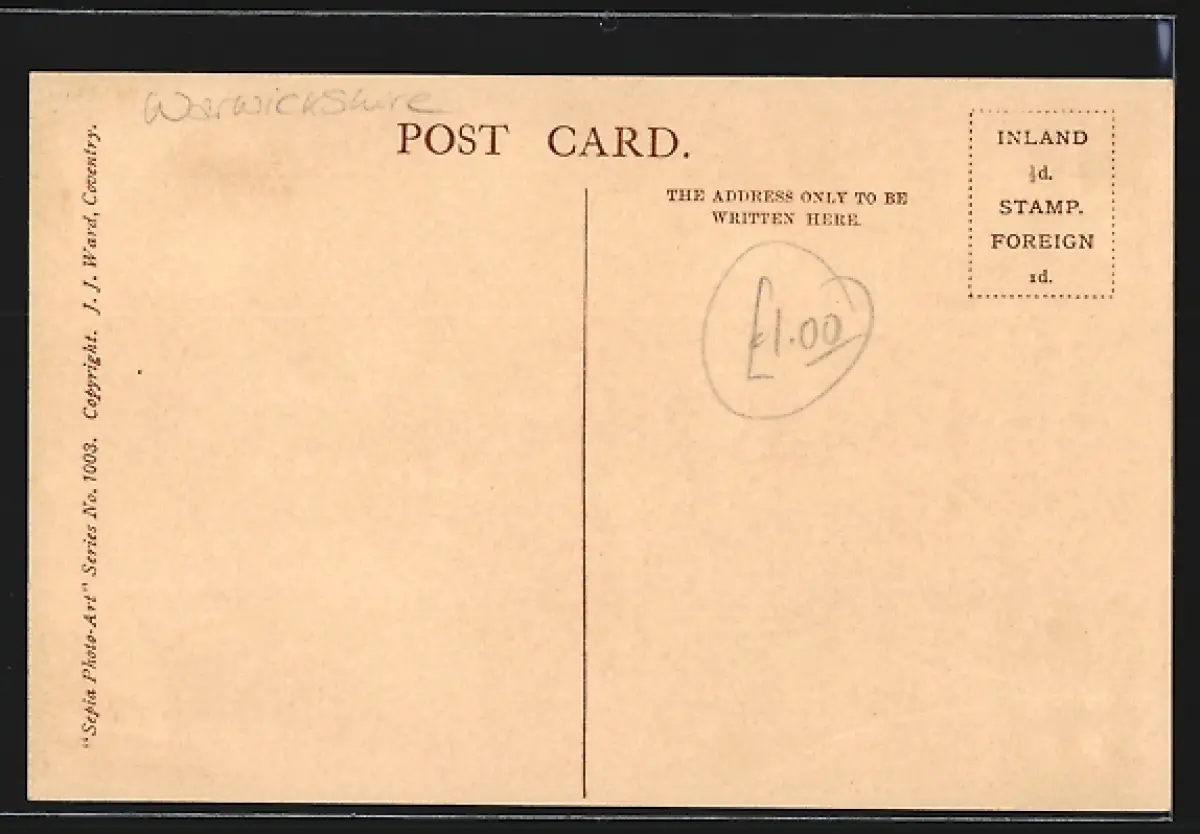 Warwickshire
POST CARD.
THE ADDRESS ONLY TO BE
WRITTEN HERE.
INLAND
½d.
STAMP.
FOREIGN
1d.
£1.00
"Sepia Photo-Art" Series No. 1003. Copyright. J. J. Ward, Coventry.